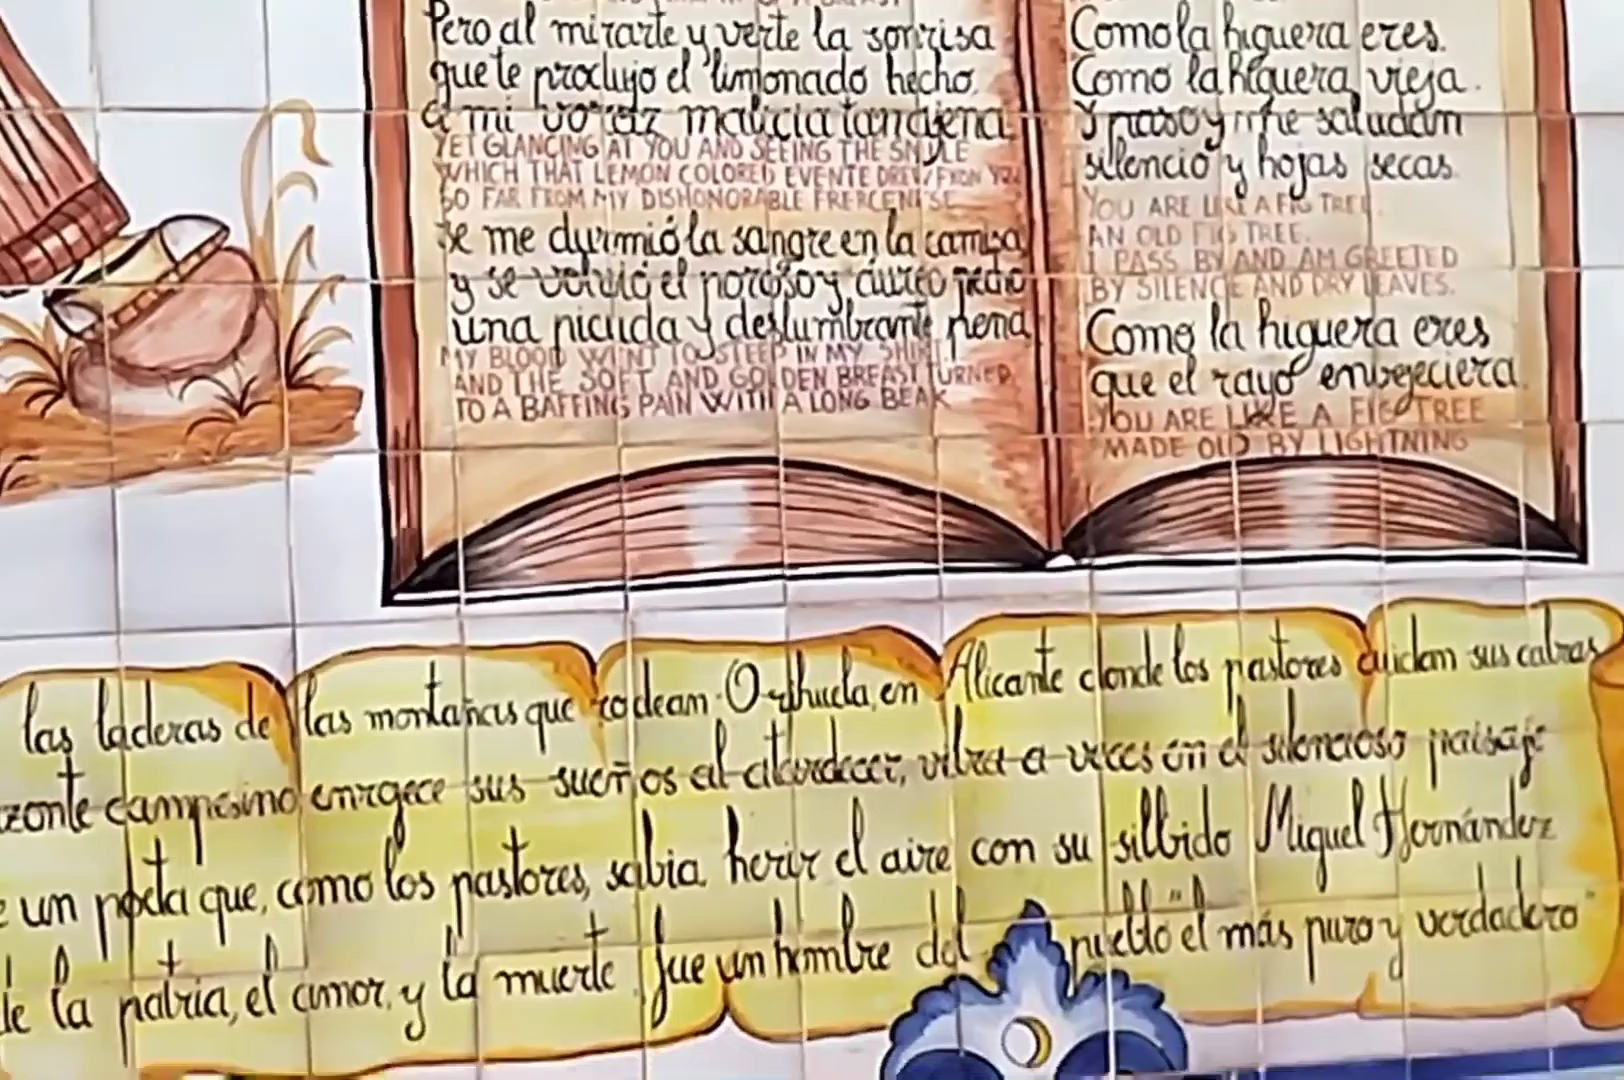 Pero al mirarte y verte la sonrisa
que te produjo el limonado hecho,
a mi voraz malicia tan ajena,
YET GLANCING AT YOU AND SEEING THE SMILE
WHICH THAT LEMON COLORED EVENTE DREW FROM YOU
SO FAR FROM MY DISHONORABLE
se me durmió la sangre en la camisa
y se volvió el poroso y áureo pecho
una picuda y deslumbrante pena
MY BLOOD WENT TO STEEP IN MY SHIRT,
AND THE SOFT AND GOLDEN BREAST TURNED
TO A BAFFING PAIN WITH A LONG BEAK
Como la higuera eres.
Como la higuera vieja.
Y paso y me saludan
silencio y hojas secas.
YOU ARE LIKE A FIG TREE,
AN OLD FIG TREE.
I PASS BY AND AM GREETED
BY SILENCE AND DRY LEAVES.
Como la higuera eres
que el rayo envejeciera.
YOU ARE LIKE A FIG TREE
MADE OLD BY LIGHTNING
las laderas de las montañas que rodean Orihuela, en Alicante donde los pastores cuidan sus cabras
zonte campesino enrgece sus sueños al atardecer, vibra a veces en el silencioso paisaje
e un poeta que, como los pastores, sabia herir el aire con su silbido Miguel Hernández
de la patria, el amor, y la muerte. fue un hombre del pueblo "el más puro y verdadero"